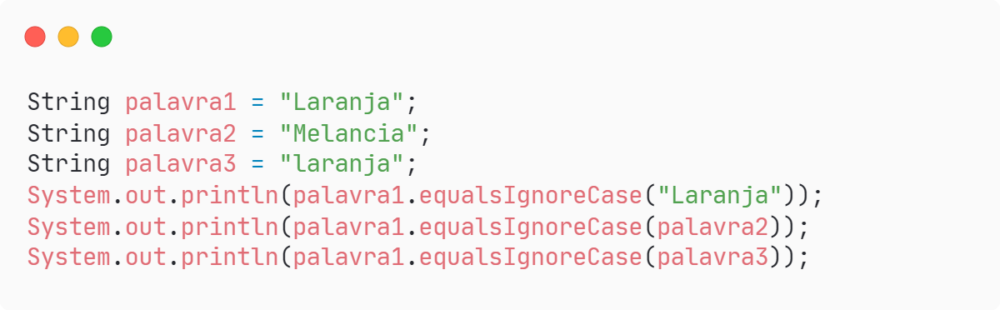 String palavra1 = "Laranja";
String palavra2 = "Melancia";
String palavra3 = "laranja";
System.out.println(palavra1.equalsIgnoreCase("Laranja"));
System.out.println(palavra1.equalsIgnoreCase(palavra2));
System.out.println(palavra1.equalsIgnoreCase(palavra3));